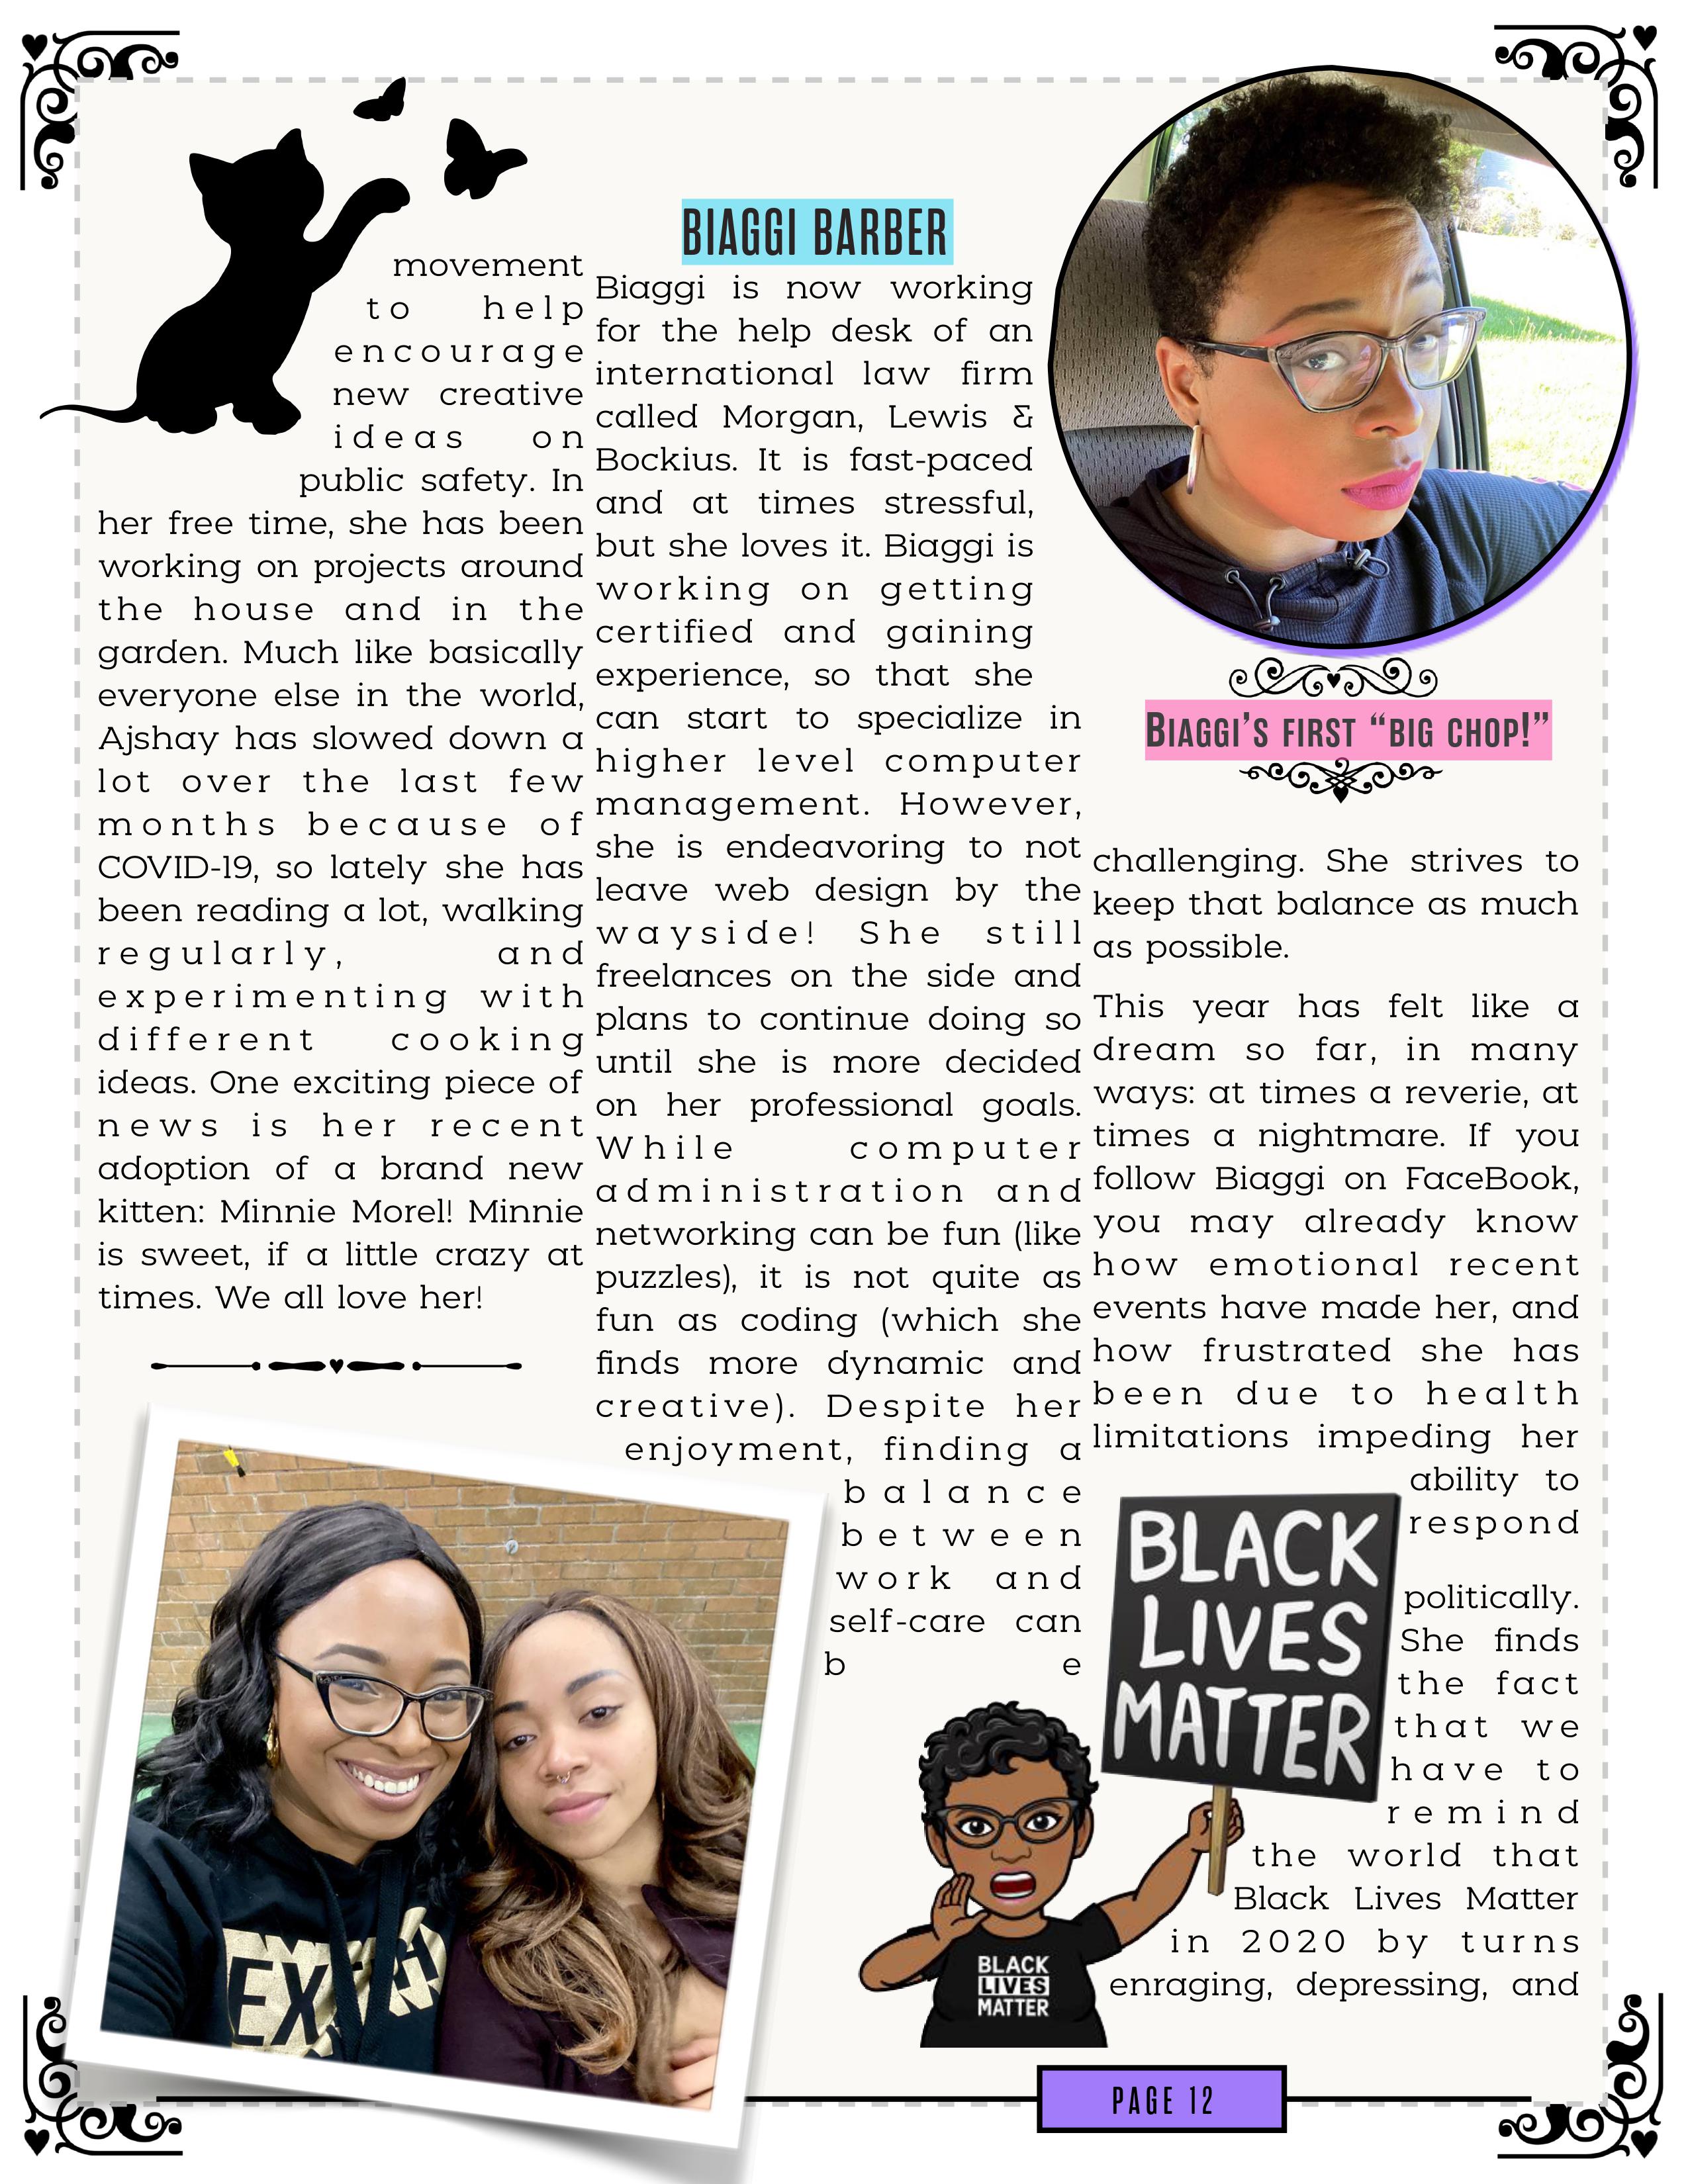 movement
to help
encourage
new creative
ideas on
public safety. In
her free time, she has been
working on projects around
the house and in the
garden. Much like basically
everyone else in the world,
Ajshay has slowed down a
lot over the last few
months because of
COVID-19, so lately she has
been reading a lot, walking
regularly, and
experimenting with
different cooking
ideas. One exciting piece of
news is her recent
adoption of a brand new
kitten: Minnie Morel! Minnie
is sweet, if a little crazy at
times. We all love her!
BIAGGI BARBER
Biaggi is now working
for the help desk of an
international law firm
called Morgan, Lewis &
Bockius. It is fast-paced
and at times stressful,
but she loves it. Biaggi is
working on getting
certified and gaining
experience, so that she
can start to specialize in
higher level computer
management. However,
she is endeavoring to not
leave web design by the
wayside! She still
freelances on the side and
plans to continue doing so
until she is more decided
on her professional goals.
While computer
administration and
networking can be fun (like
puzzles), it is not quite as
fun as coding (which she
finds more dynamic and
creative). Despite her
enjoyment, finding a
balance
between
work and
self-care can
be
BIAGGI'S FIRST "BIG CHOP!"
challenging. She strives to
keep that balance as much
as possible.
This year has felt like a
dream so far, in many
ways: at times a reverie, at
times a nightmare. If you
follow Biaggi on FaceBook,
you may already know
how emotional recent
events have made her, and
how frustrated she has
been due to health
limitations impeding her
ability to
respond
politically.
She finds
the fact
that we
have to
remind
the world that
Black Lives Matter
in 2020 by turns
enraging, depressing, and
BLACK
LIVES
MATTER
BLACK
LIVES
MATTER
PAGE 12